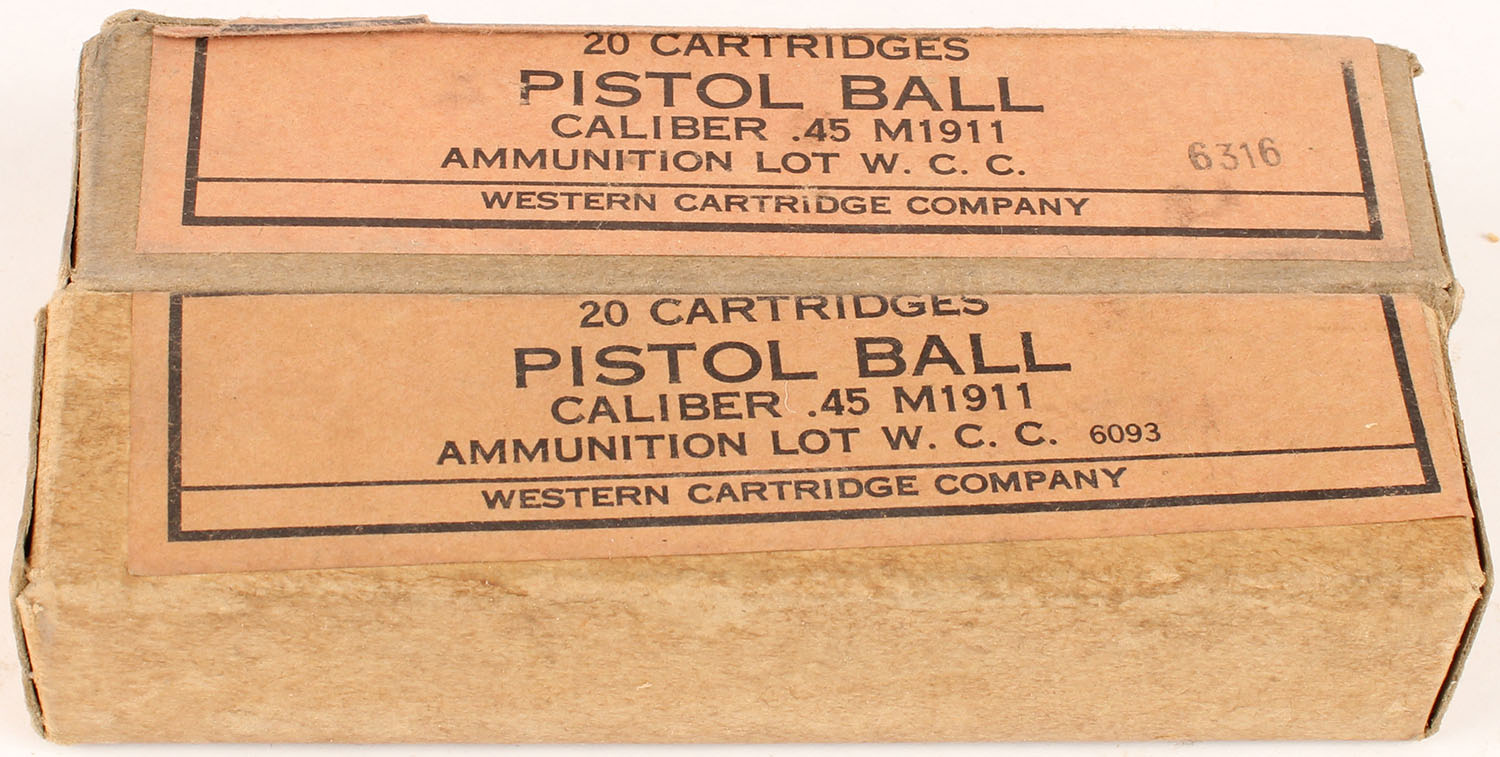 20 CARTRIDGES
PISTOL BALL
CALIBER .45 M1911
AMMUNITION LOT W. C. C. 6316
WESTERN CARTRIDGE COMPANY
20 CARTRIDGES
PISTOL BALL
CALIBER .45 M1911
AMMUNITION LOT W. C. C. 6093
WESTERN CARTRIDGE COMPANY